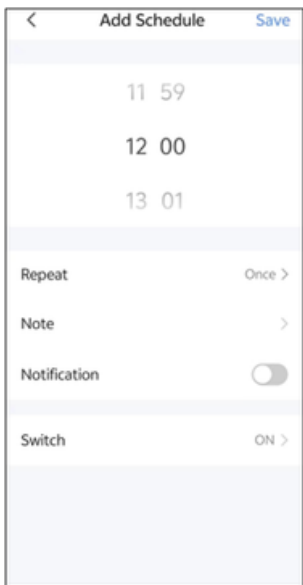 < Add Schedule Save
11 59
12 00
13 01
Repeat Once >
Note >
Notification
Switch ON >